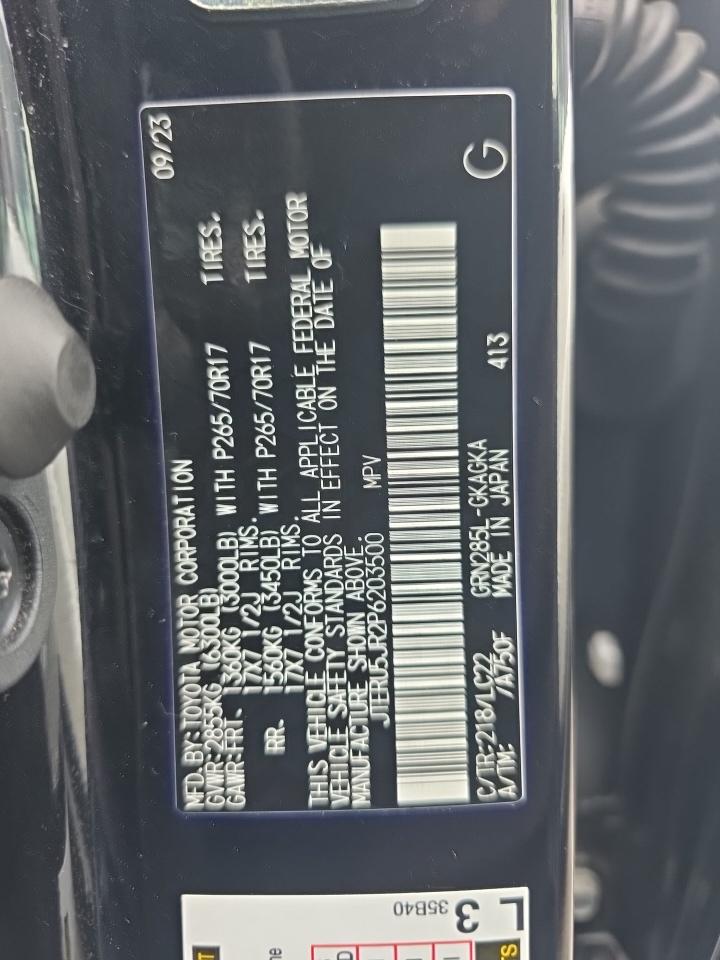 MFD. BY: TOYOTA MOTOR CORPORATION 09/23
GVWR: 2855KG (6300LB)
GAWR: FRT. 1360KG (3000LB) WITH P265/70R17 TIRES.
17X7 1/2J RIMS.
RR. 1560KG (3450LB) WITH P265/70R17 TIRES.
17X7 1/2J RIMS.
THIS VEHICLE CONFORMS TO ALL APPLICABLE FEDERAL MOTOR
VEHICLE SAFETY STANDARDS IN EFFECT ON THE DATE OF
MANUFACTURE SHOWN ABOVE.
JTERU5JR2P6203500 MPV
C/TR: 218/LC22 GRN285L-GKAGKA 413
A/TM: /A750F MADE IN JAPAN
G
L 3 35B40